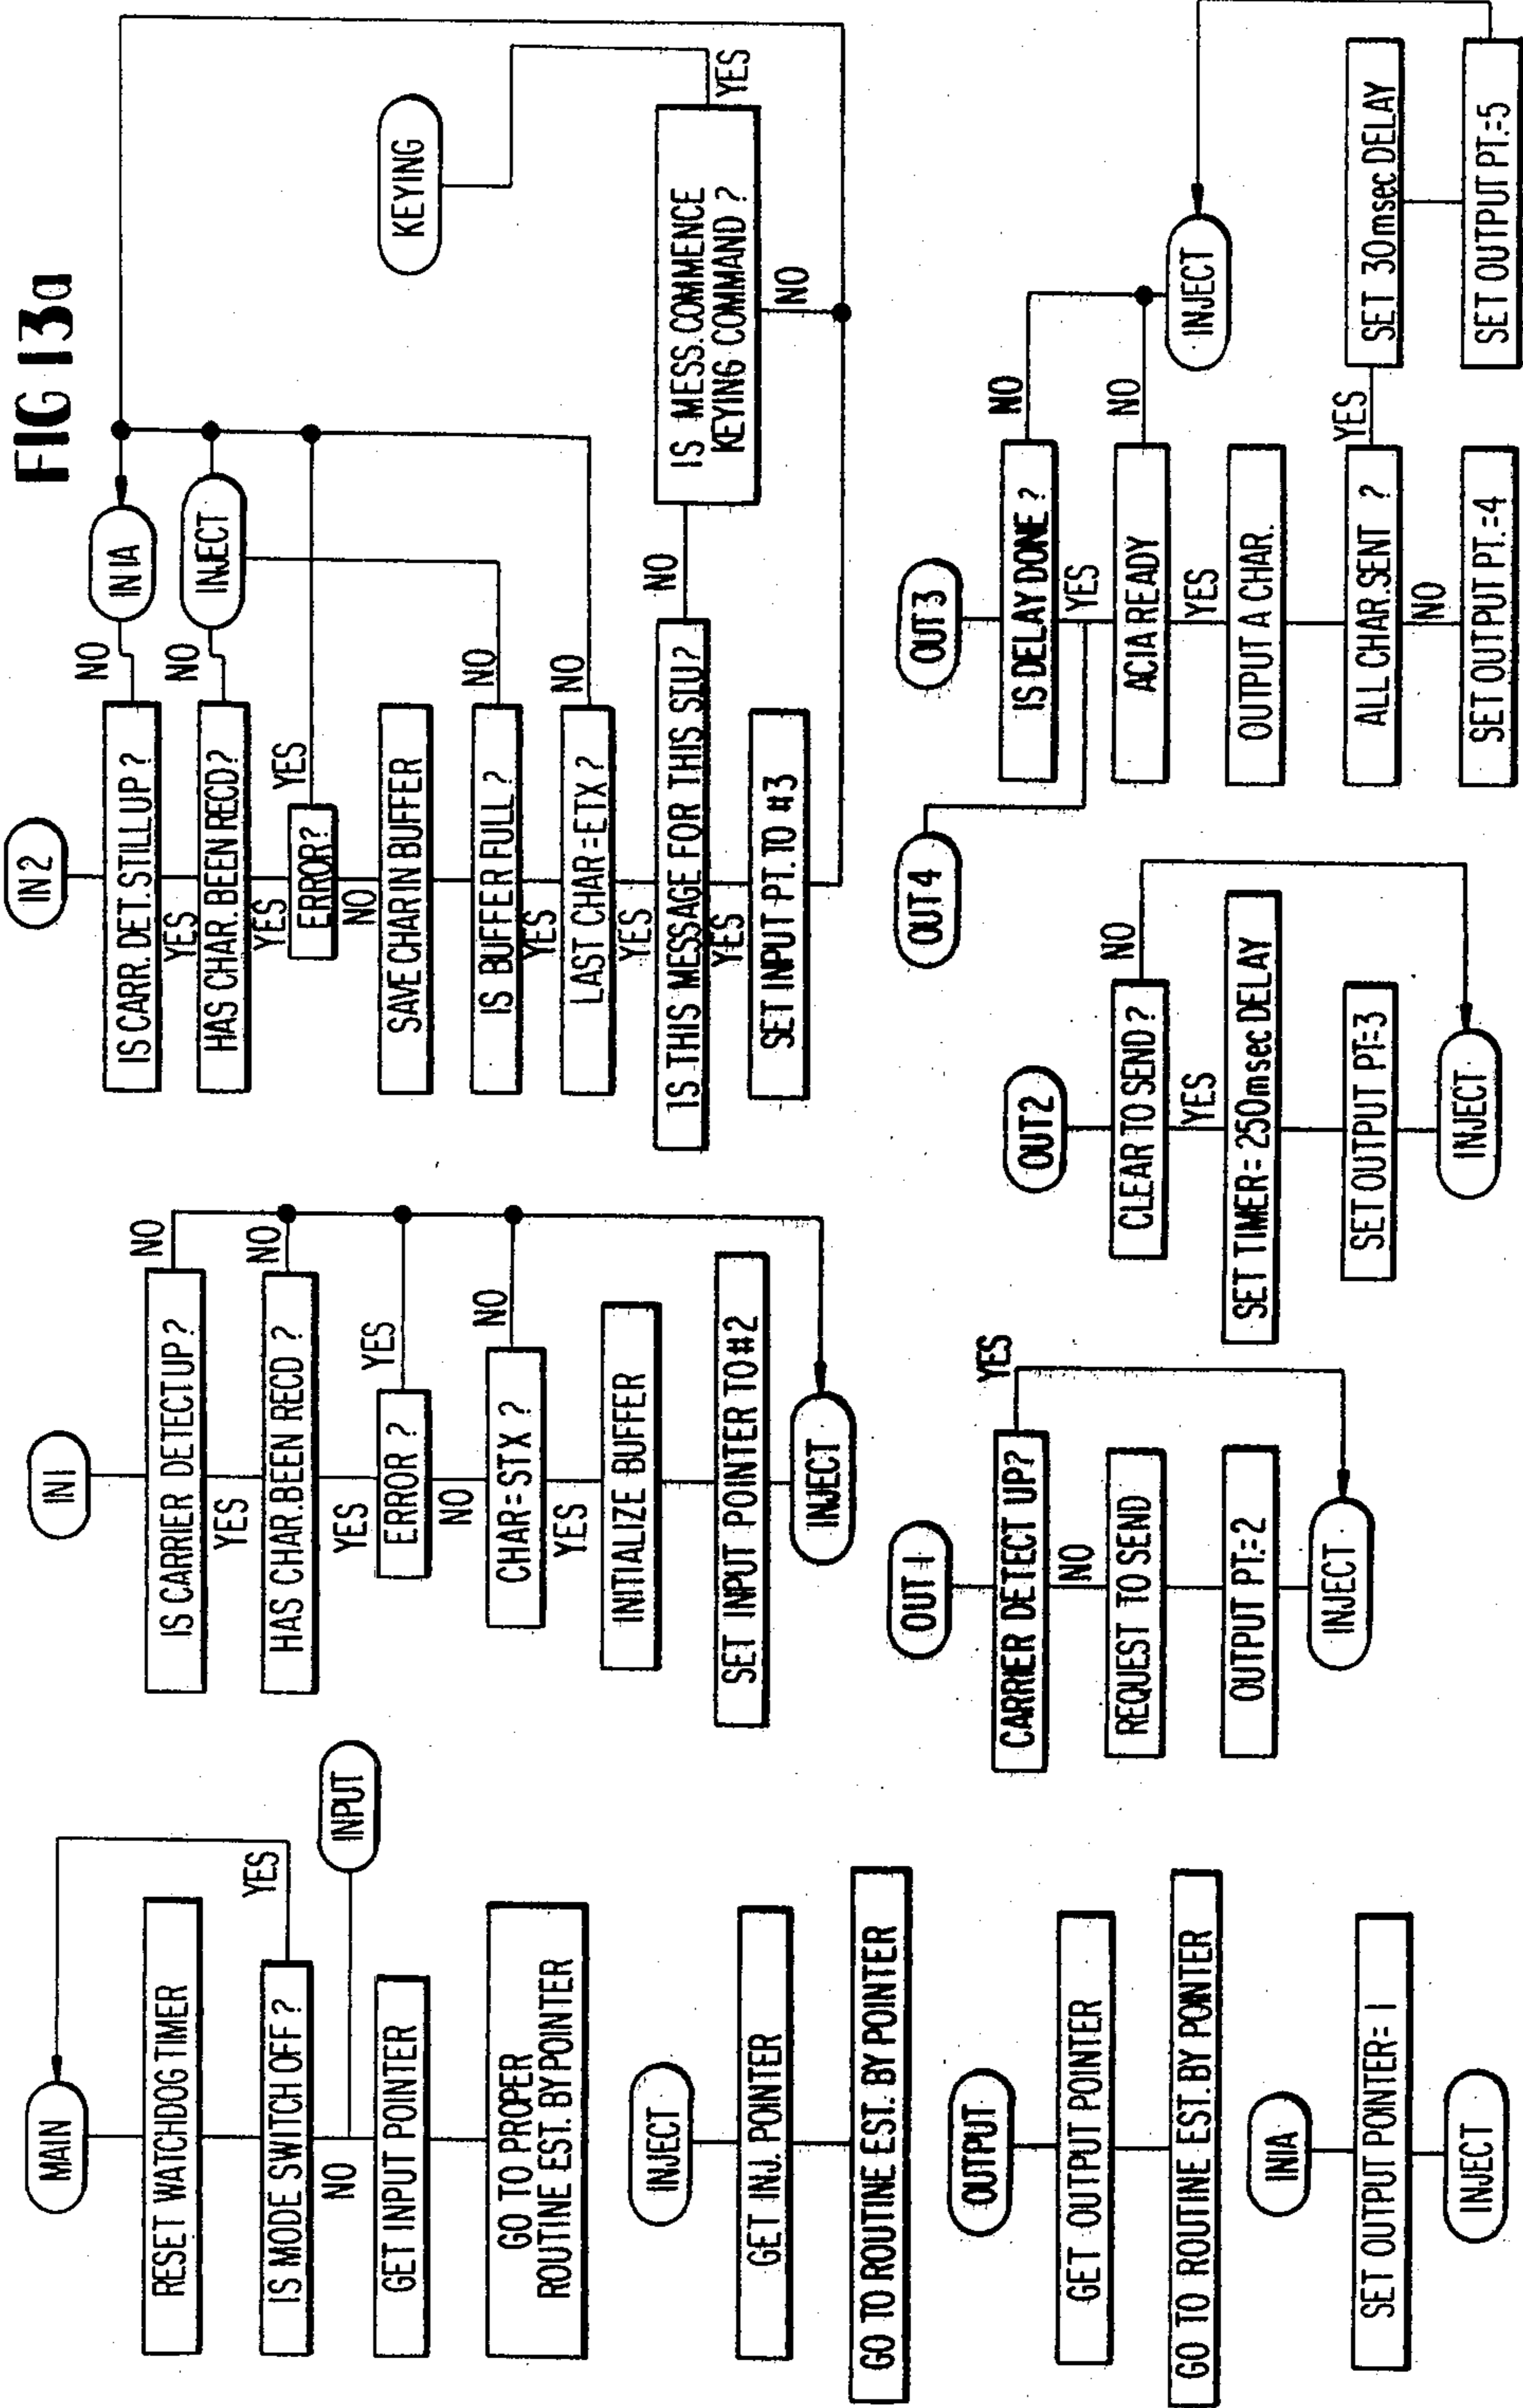 FIG 13a
MAIN
RESET WATCHDOG TIMER
IS MODE SWITCH OFF ?
YES
NO
INPUT
GET INPUT POINTER
GO TO PROPER
ROUTINE EST. BY POINTER
INJECT
GET INJ. POINTER
GO TO ROUTINE EST. BY POINTER
OUTPUT
GET OUTPUT POINTER
GO TO ROUTINE EST. BY POINTER
IN1A
SET OUTPUT POINTER = 1
INJECT
IN 1
IS CARRIER DETECT UP ?
NO
YES
HAS CHAR. BEEN RECD ?
NO
YES
ERROR ?
YES
NO
CHAR = STX ?
NO
YES
INITIALIZE BUFFER
SET INPUT POINTER TO #2
INJECT
OUT 1
CARRIER DETECT UP?
YES
NO
REQUEST TO SEND
OUTPUT PT.=2
INJECT
IN 2
IS CARR. DET. STILL UP ?
NO
IN 1A
YES
HAS CHAR. BEEN RECD?
NO
INJECT
YES
ERROR?
YES
NO
SAVE CHAR IN BUFFER
IS BUFFER FULL ?
NO
YES
LAST CHAR = ETX ?
NO
YES
IS THIS MESSAGE FOR THIS STU?
NO
YES
SET INPUT PT. TO #3
IS MESS. COMMENCE
KEYING COMMAND ?
YES
NO
KEYING
OUT2
CLEAR TO SEND ?
NO
YES
SET TIMER = 250msec DELAY
SET OUTPUT PT=3
INJECT
OUT 3
OUT 4
IS DELAY DONE ?
NO
YES
ACIA READY
NO
YES
INJECT
OUTPUT A CHAR.
ALL CHAR. SENT ?
YES
NO
SET OUTPUT PT.=4
SET 30msec DELAY
SET OUTPUT PT.=5